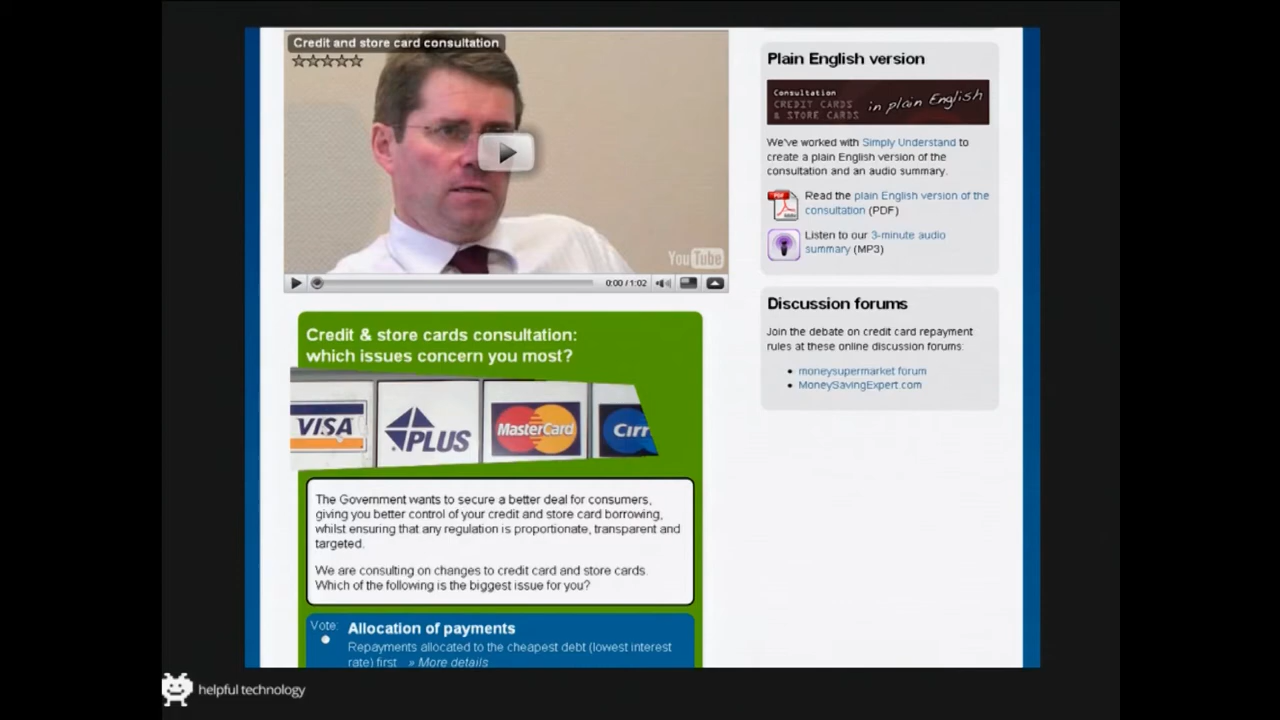 Credit and store card consultation
YouTube
0:00 / 1:02
Credit & store cards consultation:
which issues concern you most?
VISA
PLUS
MasterCard
Cirr
The Government wants to secure a better deal for consumers,
giving you better control of your credit and store card borrowing,
whilst ensuring that any regulation is proportionate, transparent and
targeted.
We are consulting on changes to credit card and store cards.
Which of the following is the biggest issue for you?
Vote:
Allocation of payments
Repayments allocated to the cheapest debt (lowest interest
rate) first » More details
Plain English version
Consultation
CREDIT CARDS
& STORE CARDS
in plain English
We've worked with Simply Understand to
create a plain English version of the
consultation and an audio summary.
PDF
Read the plain English version of the
consultation (PDF)
Listen to our 3-minute audio
summary (MP3)
Discussion forums
Join the debate on credit card repayment
rules at these online discussion forums:
moneysupermarket forum
MoneySavingExpert.com
helpful technology